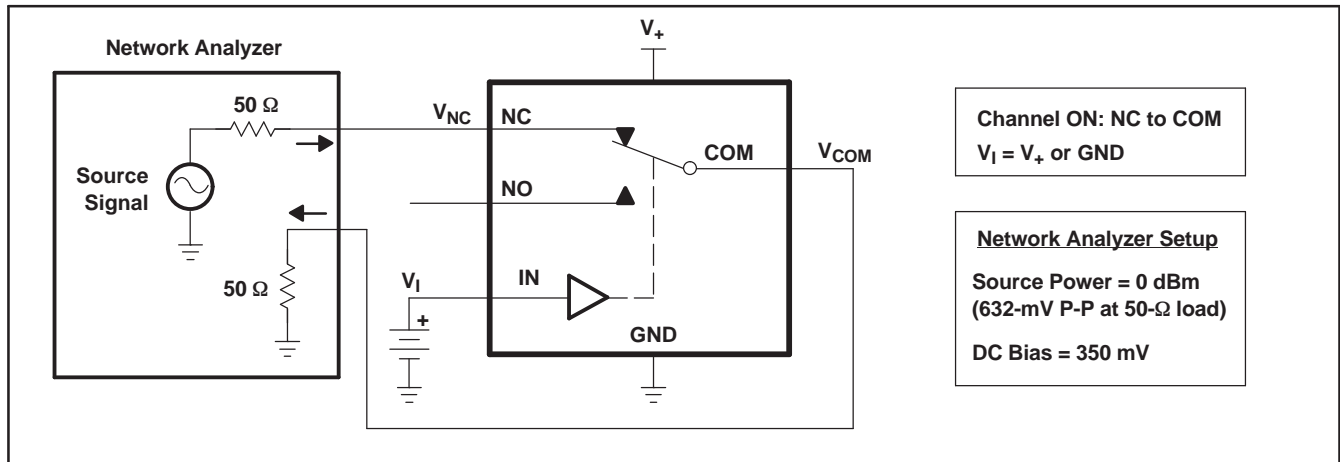 V+
Network Analyzer
50 Ω
VNC
NC
COM
VCOM
Source
Signal
NO
50 Ω
VI
IN
+
GND
Channel ON: NC to COM
VI = V+ or GND
Network Analyzer Setup
Source Power = 0 dBm
(632-mV P-P at 50-Ω load)
DC Bias = 350 mV